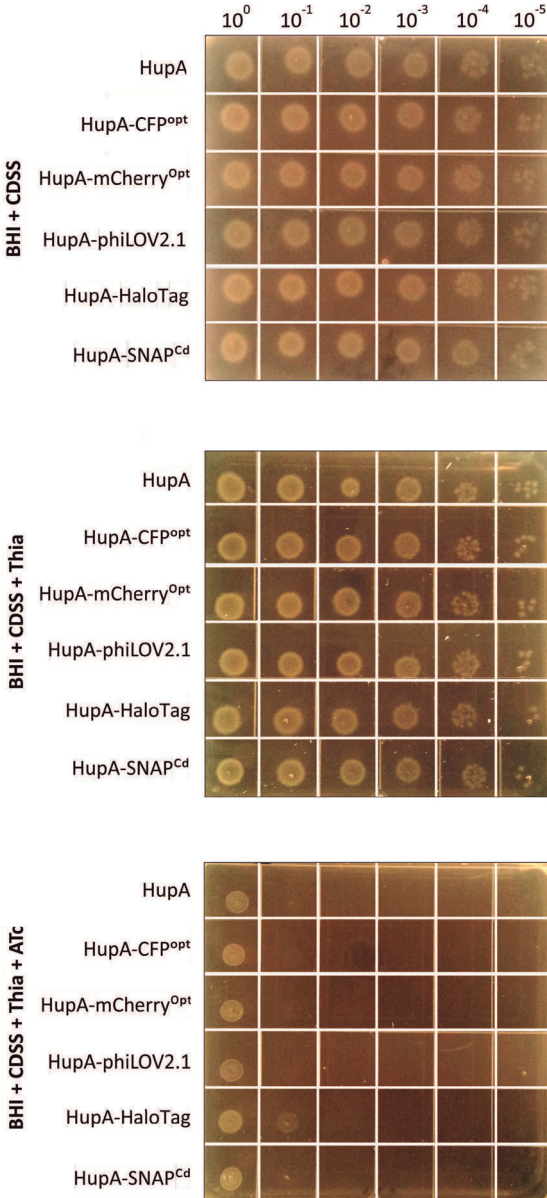 10⁰ 10⁻¹ 10⁻² 10⁻³ 10⁻⁴ 10⁻⁵
BHI + CDSS
HupA
HupA-CFPᵒᵖᵗ
HupA-mCherryᴼᵖᵗ
HupA-phiLOV2.1
HupA-HaloTag
HupA-SNAPᶜᵈ
BHI + CDSS + Thia
HupA
HupA-CFPᵒᵖᵗ
HupA-mCherryᴼᵖᵗ
HupA-phiLOV2.1
HupA-HaloTag
HupA-SNAPᶜᵈ
BHI + CDSS + Thia + ATc
HupA
HupA-CFPᵒᵖᵗ
HupA-mCherryᴼᵖᵗ
HupA-phiLOV2.1
HupA-HaloTag
HupA-SNAPᶜᵈ